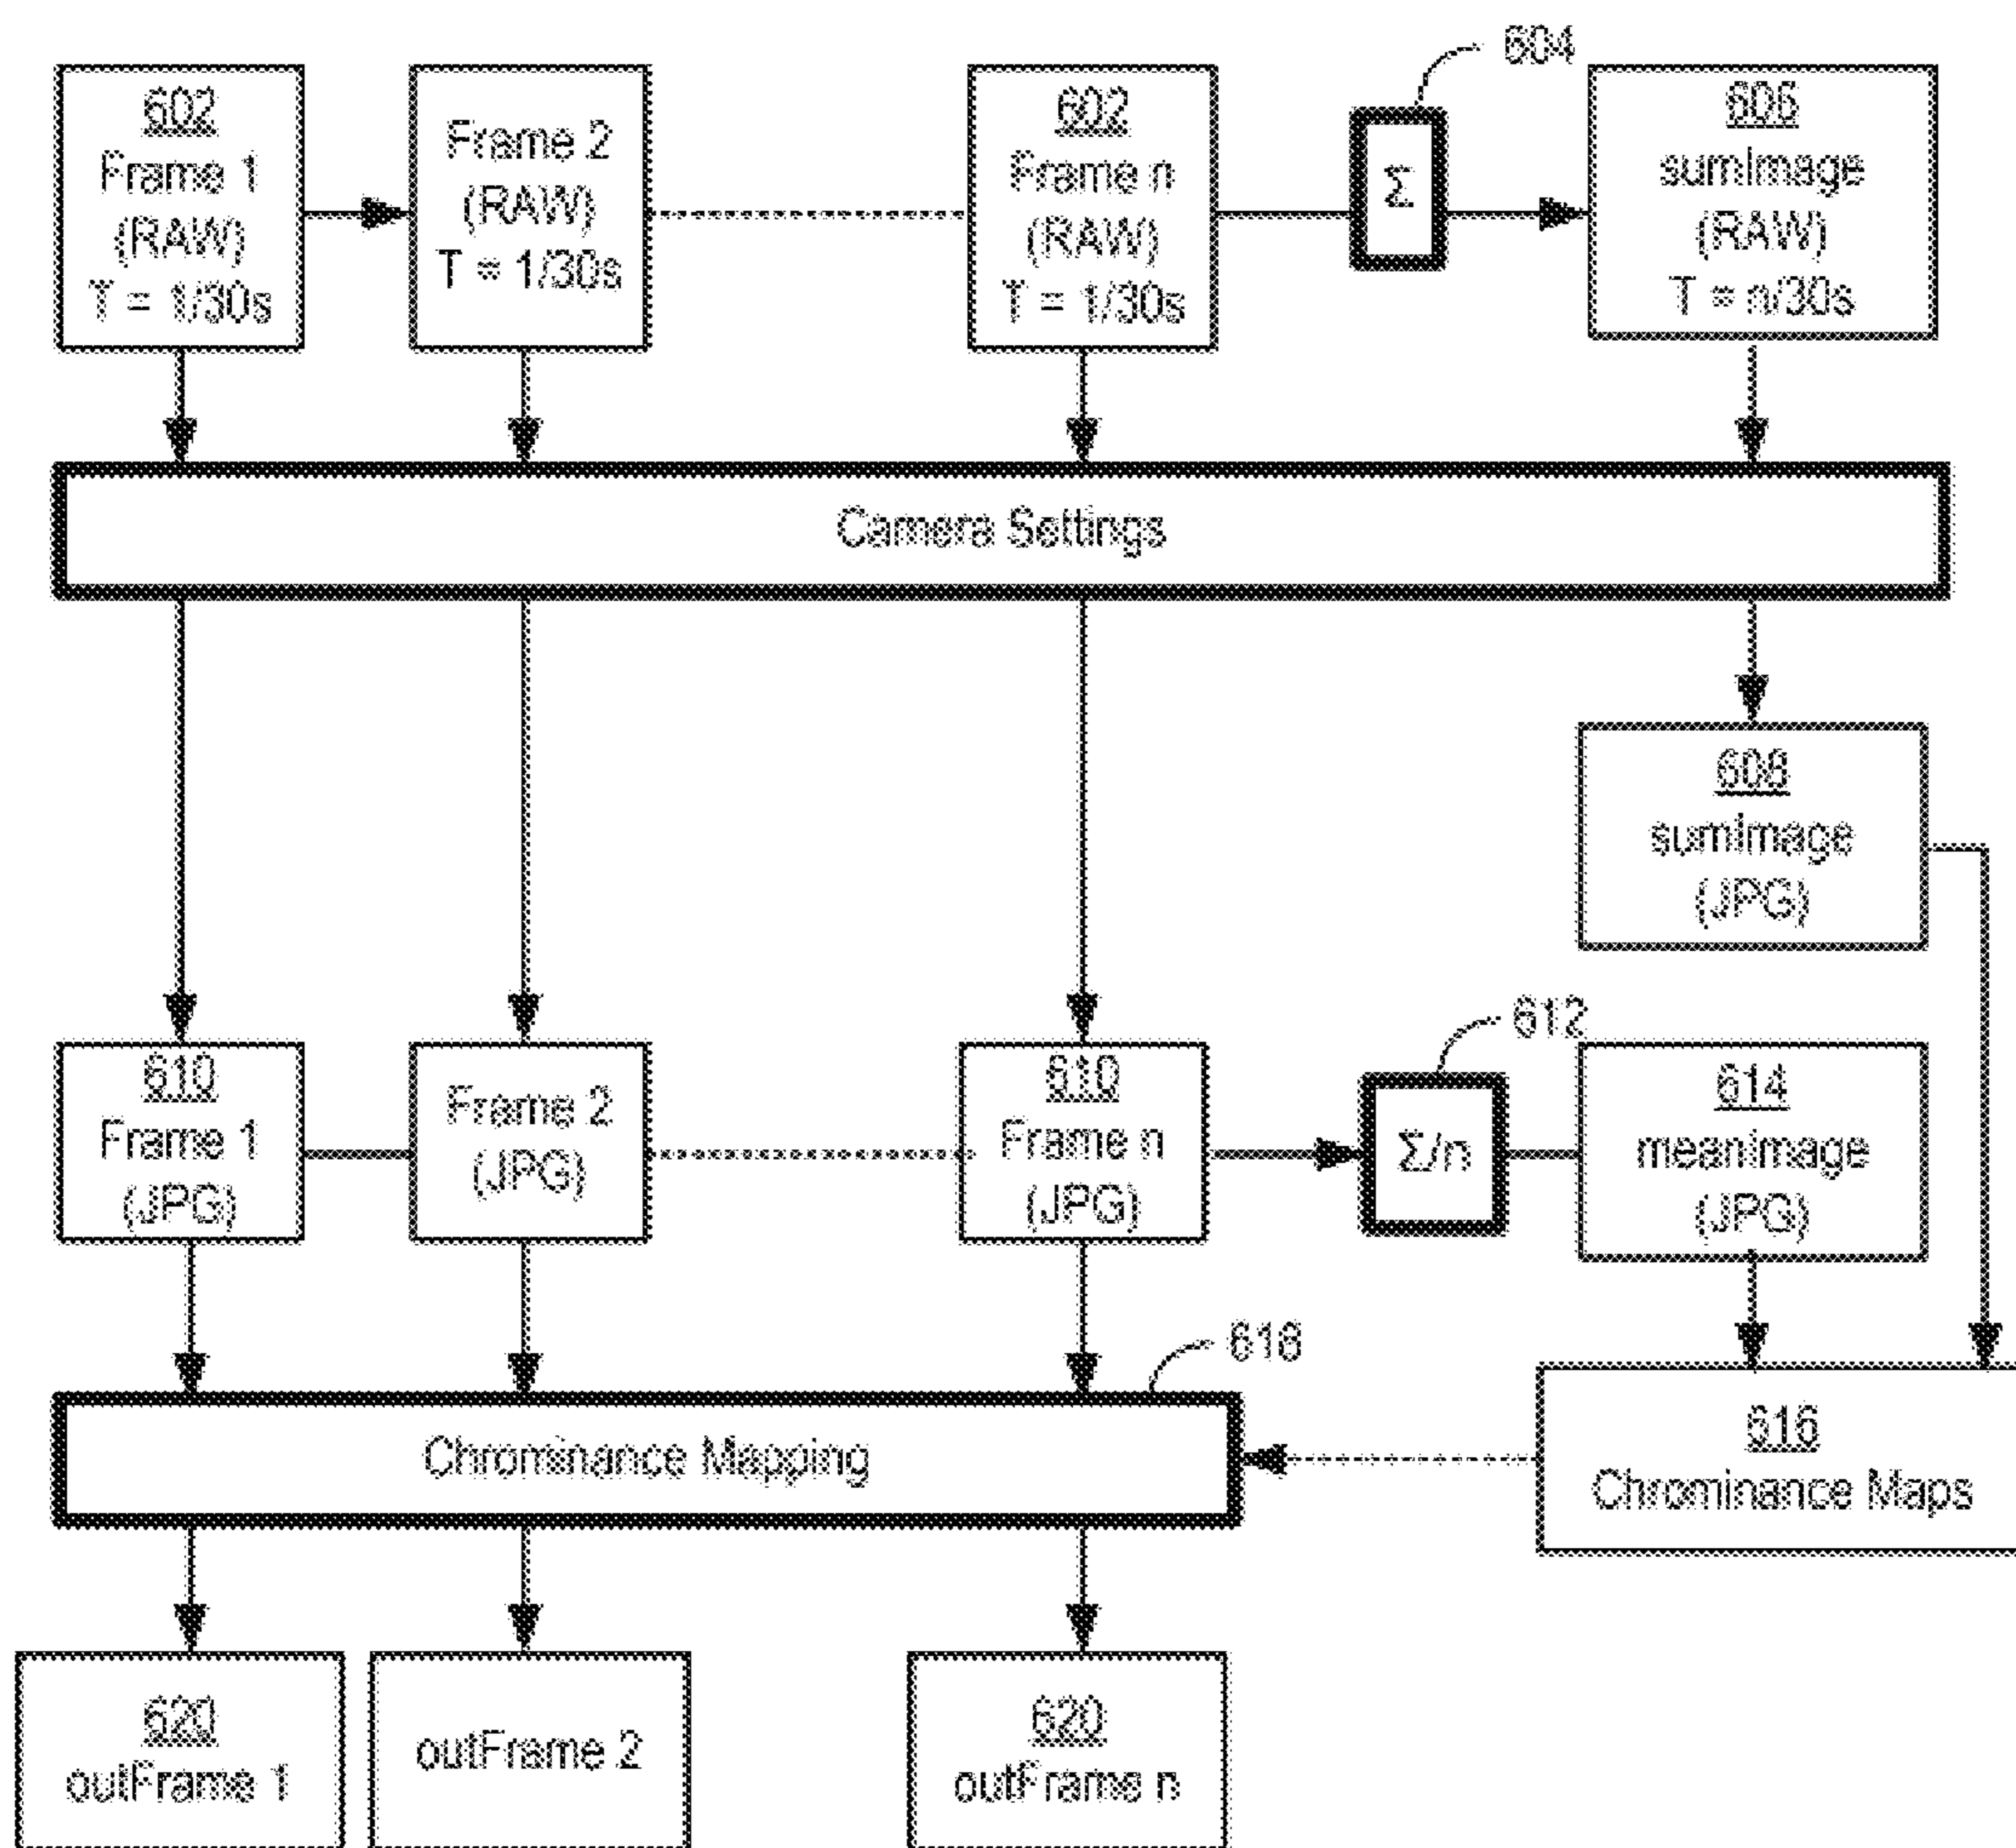 604
602
Frame 1
(RAW)
T = 1/30s
Frame 2
(RAW)
T = 1/30s
602
Frame n
(RAW)
T = 1/30s
Σ
606
sumImage
(RAW)
T = n/30s
Camera Settings
608
sumImage
(JPG)
610
Frame 1
(JPG)
Frame 2
(JPG)
610
Frame n
(JPG)
612
Σ/n
614
meanImage
(JPG)
618
Chrominance Mapping
616
Chrominance Maps
620
outFrame 1
outFrame 2
620
outFrame n